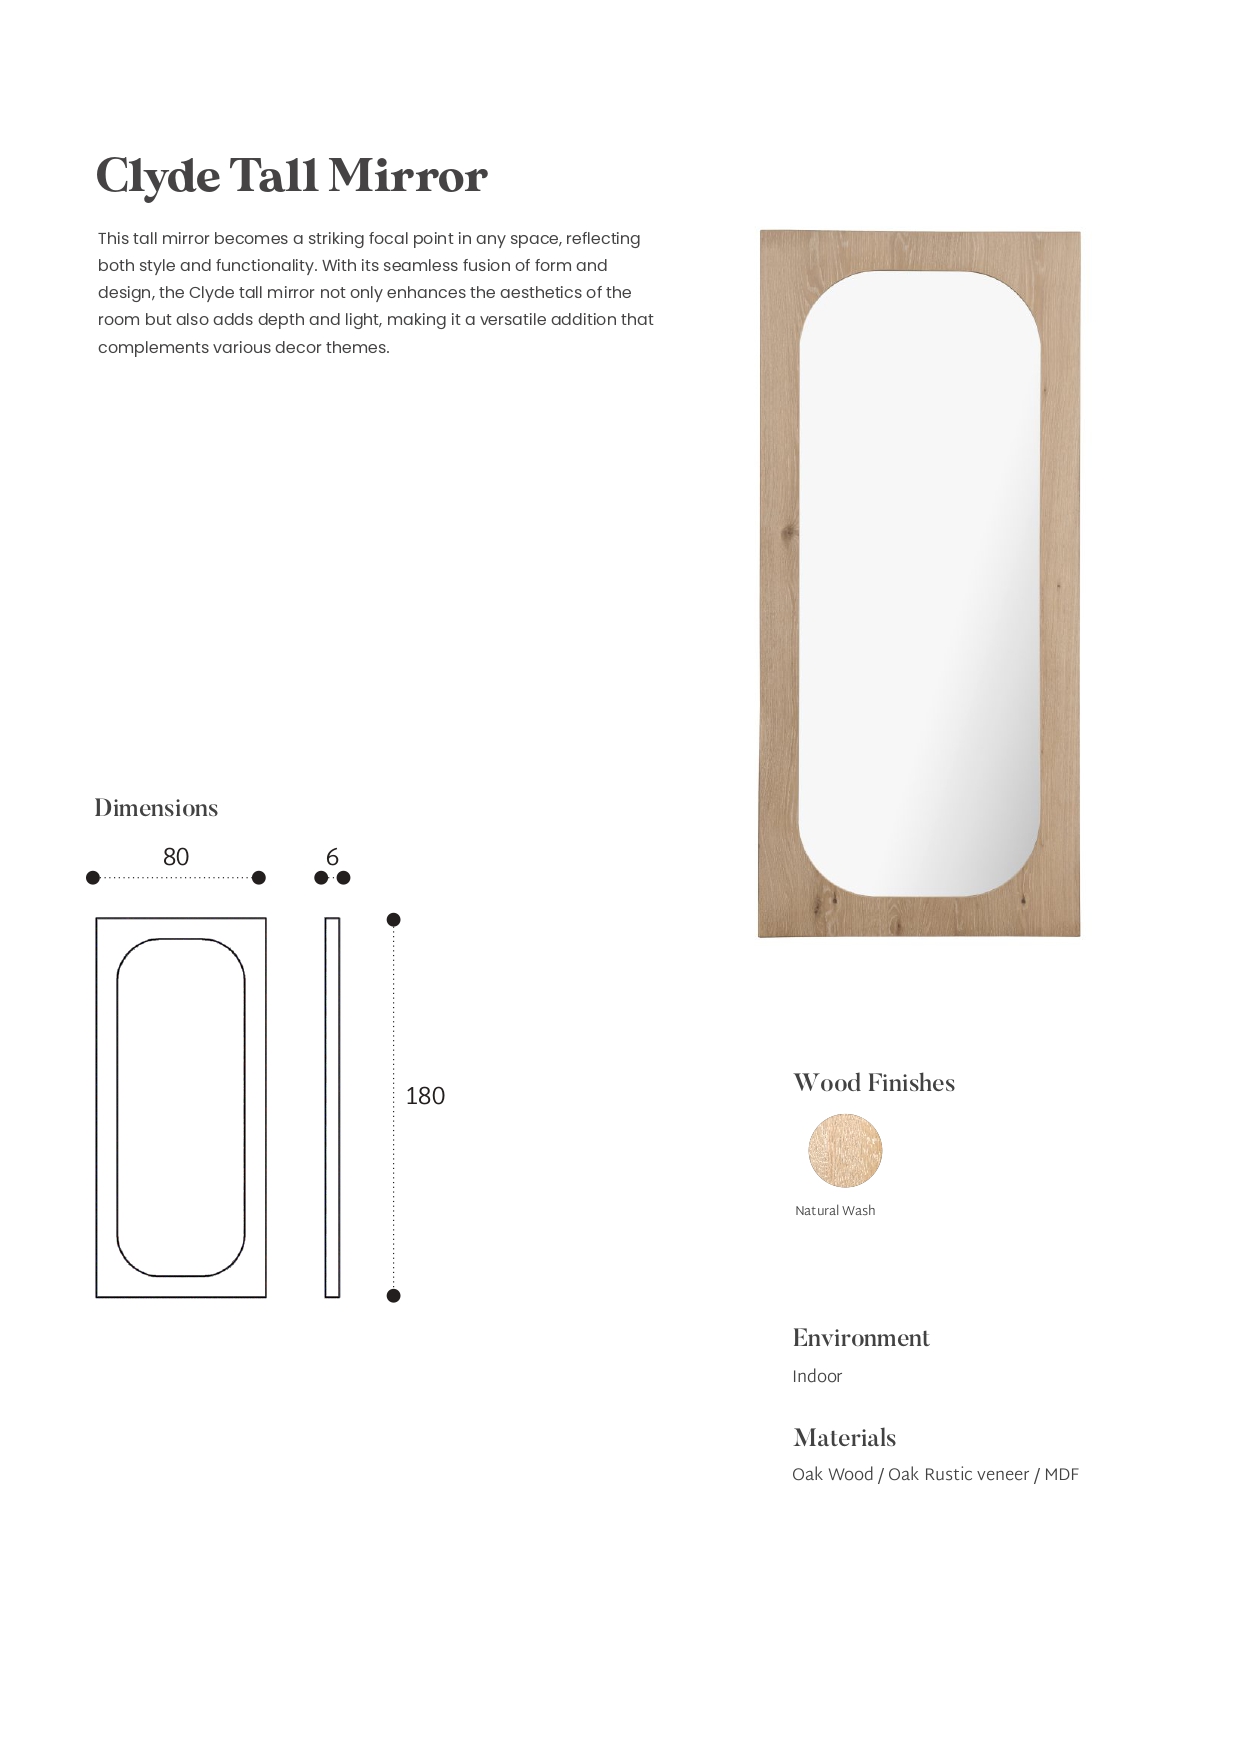 Clyde Tall Mirror
This tall mirror becomes a striking focal point in any space, reflecting
both style and functionality. With its seamless fusion of form and
design, the Clyde tall mirror not only enhances the aesthetics of the
room but also adds depth and light, making it a versatile addition that
complements various decor themes.
Dimensions
80
6
180
Wood Finishes
Natural Wash
Environment
Indoor
Materials
Oak Wood / Oak Rustic veneer / MDF